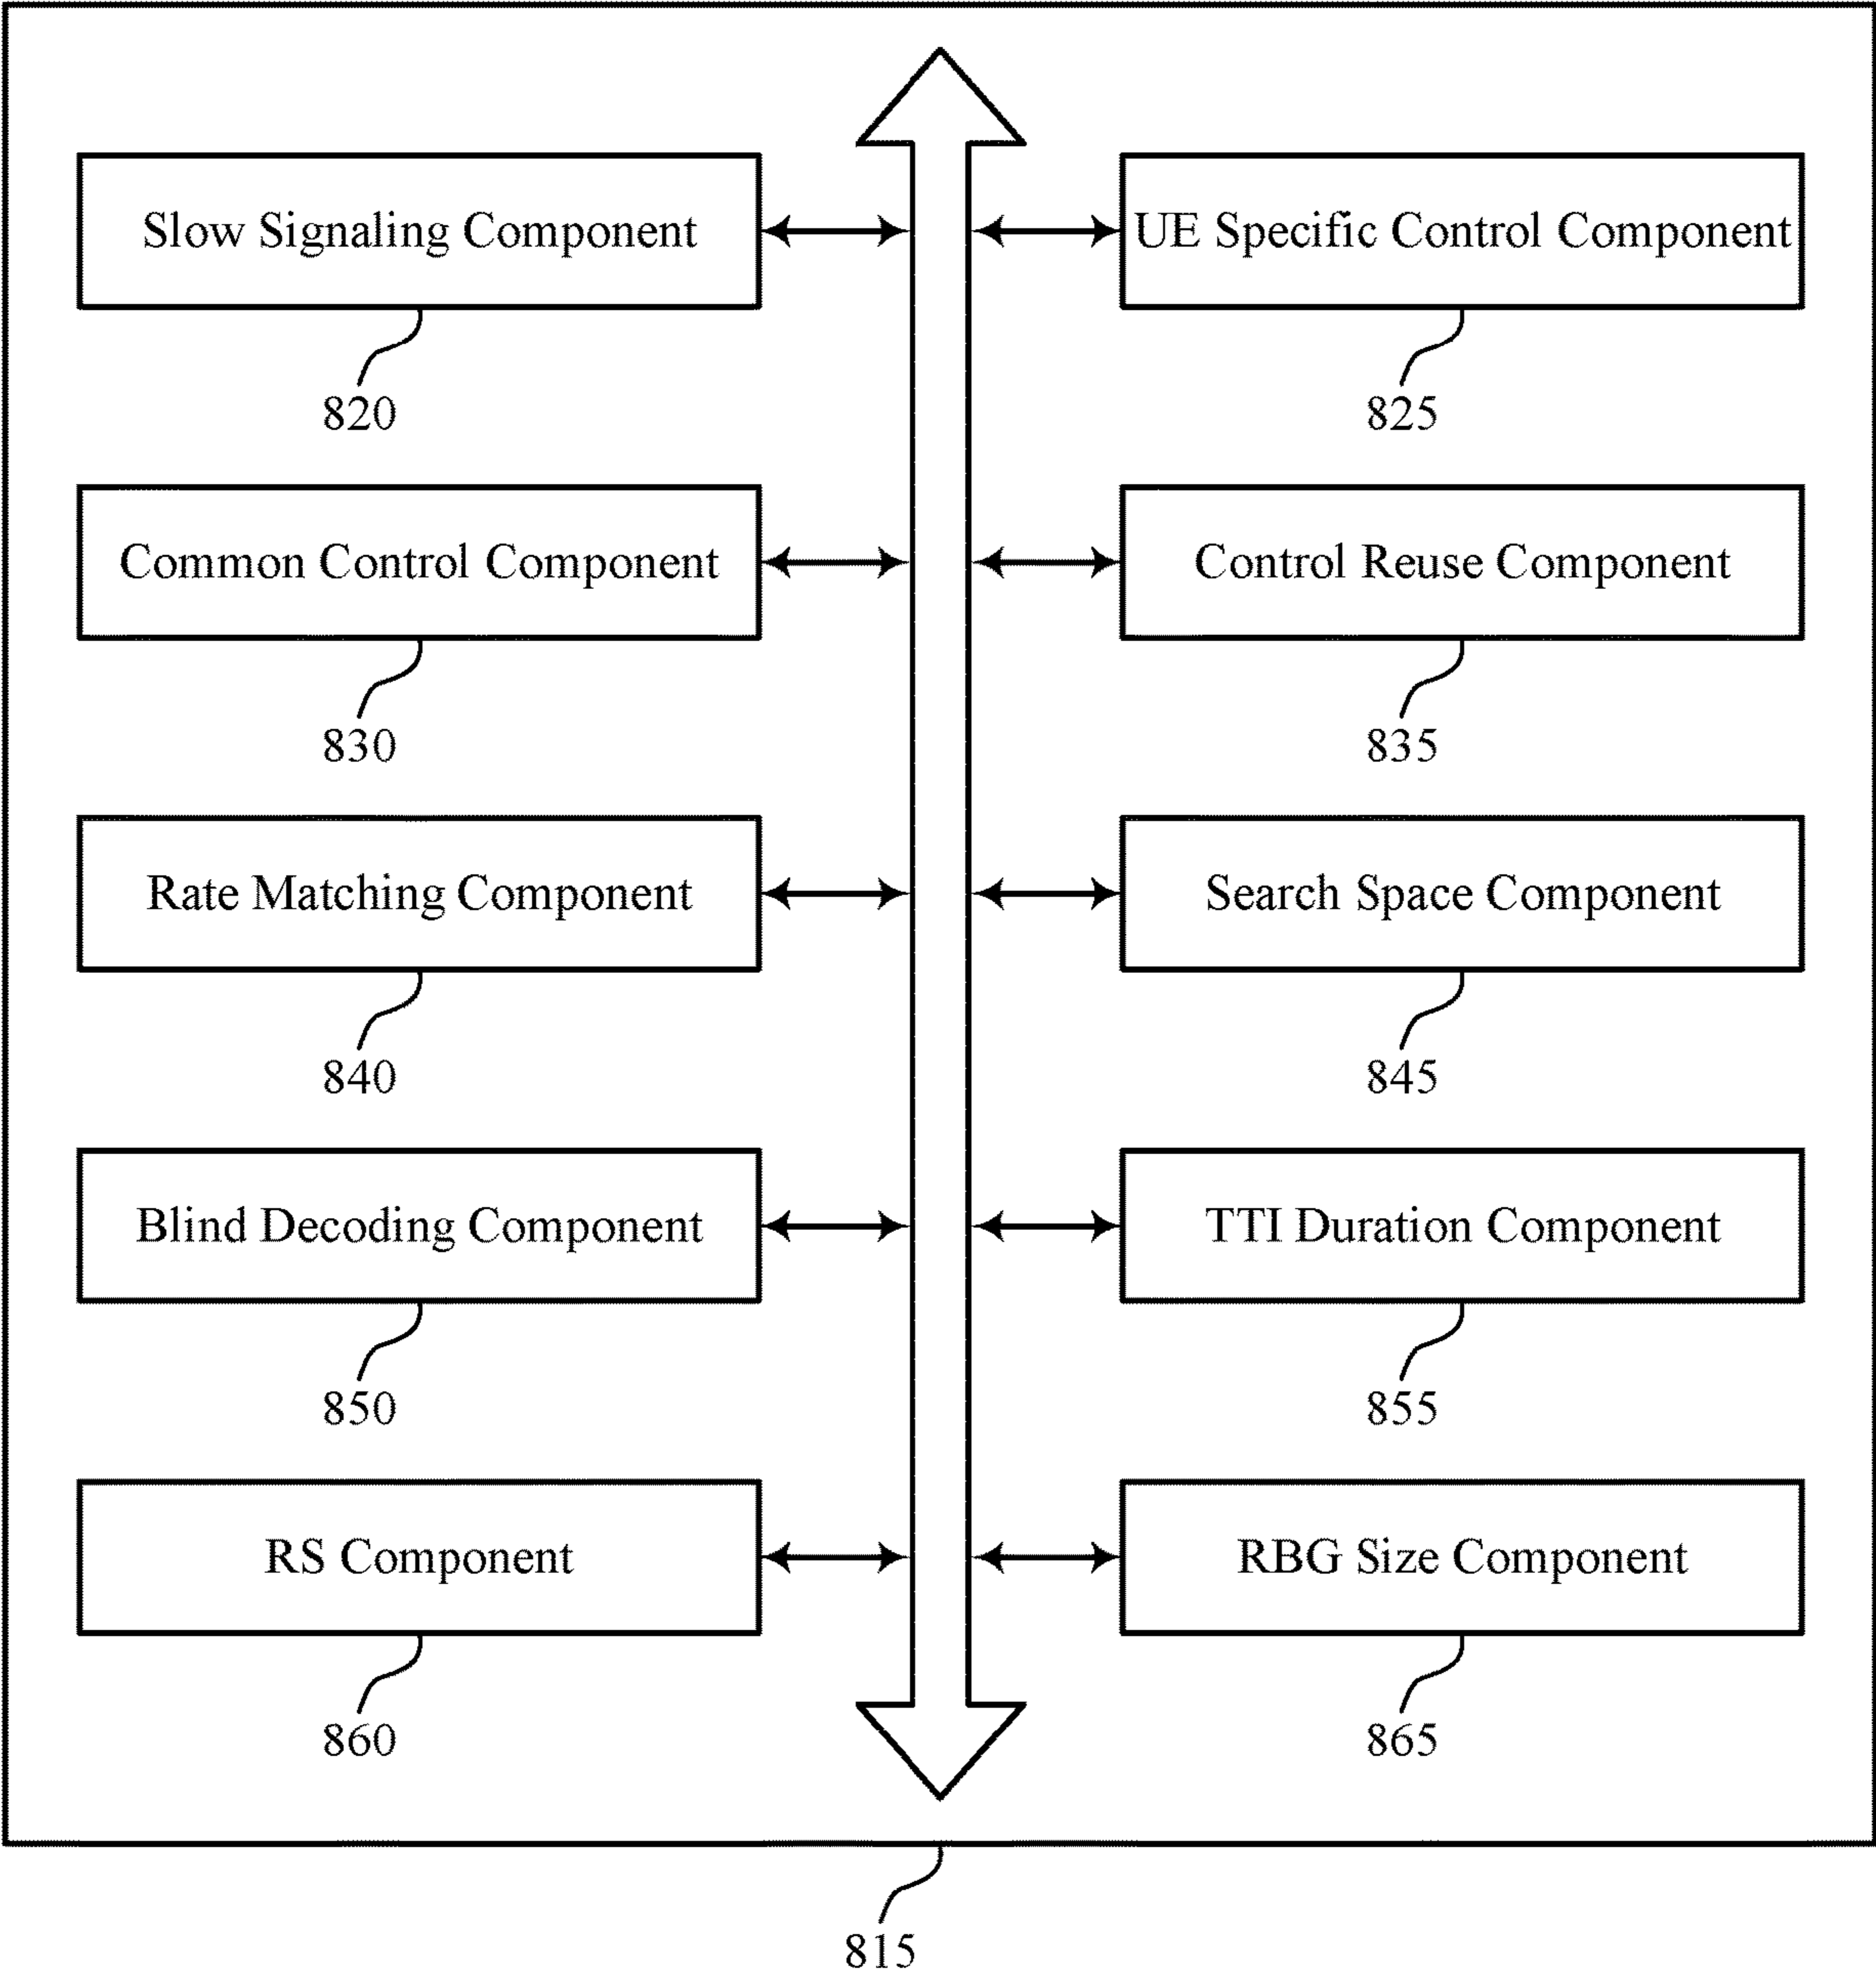 Slow Signaling Component
UE Specific Control Component
820
825
Common Control Component
Control Reuse Component
830
835
Rate Matching Component
Search Space Component
840
845
Blind Decoding Component
TTI Duration Component
850
855
RS Component
RBG Size Component
860
865
815